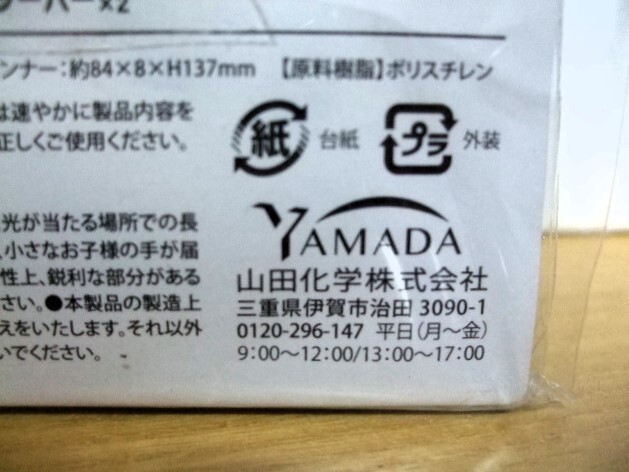 ーパー×2
ンナー：約84×8×H137mm 【原料樹脂】ポリスチレン
は速やかに製品内容を
正しくご使用ください。
紙 台紙 プラ 外装
光が当たる場所での長
、小さなお子様の手が届
性上、鋭利な部分がある
さい。●本製品の製造上
えをいたします。それ以外
いでください。
YAMADA
山田化学株式会社
三重県伊賀市治田 3090-1
0120-296-147 平日（月～金）
9:00～12:00/13:00～17:00